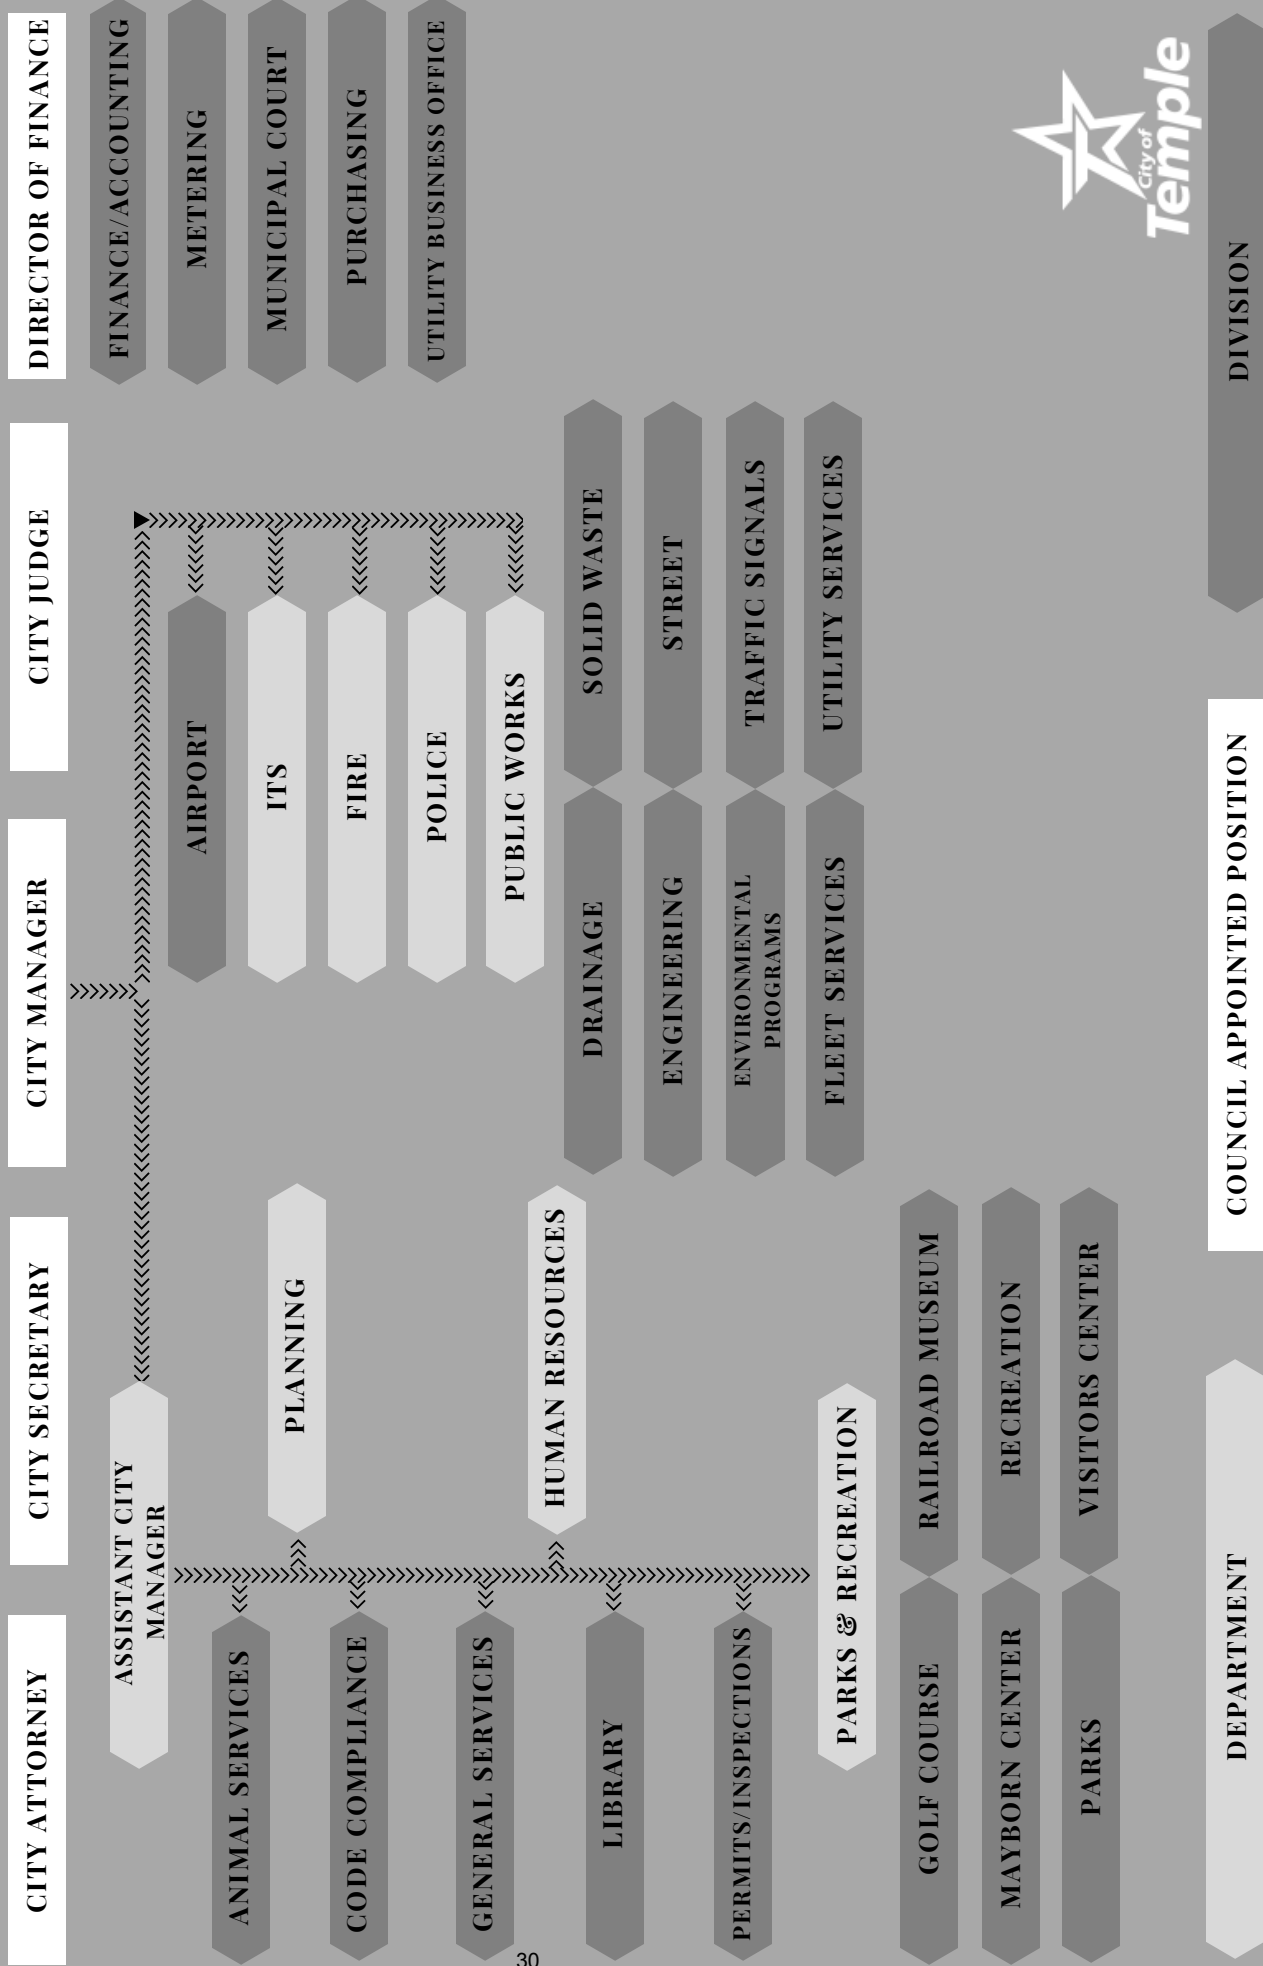 CITY ATTORNEY
CITY SECRETARY
CITY MANAGER
CITY JUDGE
DIRECTOR OF FINANCE
ASSISTANT CITY
MANAGER
ANIMAL SERVICES
CODE COMPLIANCE
GENERAL SERVICES
LIBRARY
PERMITS/INSPECTIONS
PLANNING
HUMAN RESOURCES
PARKS & RECREATION
GOLF COURSE
RAILROAD MUSEUM
MAYBORN CENTER
RECREATION
PARKS
VISITORS CENTER
AIRPORT
ITS
FIRE
POLICE
PUBLIC WORKS
DRAINAGE
SOLID WASTE
ENGINEERING
STREET
ENVIRONMENTAL
PROGRAMS
TRAFFIC SIGNALS
FLEET SERVICES
UTILITY SERVICES
FINANCE/ACCOUNTING
METERING
MUNICIPAL COURT
PURCHASING
UTILITY BUSINESS OFFICE
City of
Temple
DEPARTMENT
COUNCIL APPOINTED POSITION
DIVISION
30